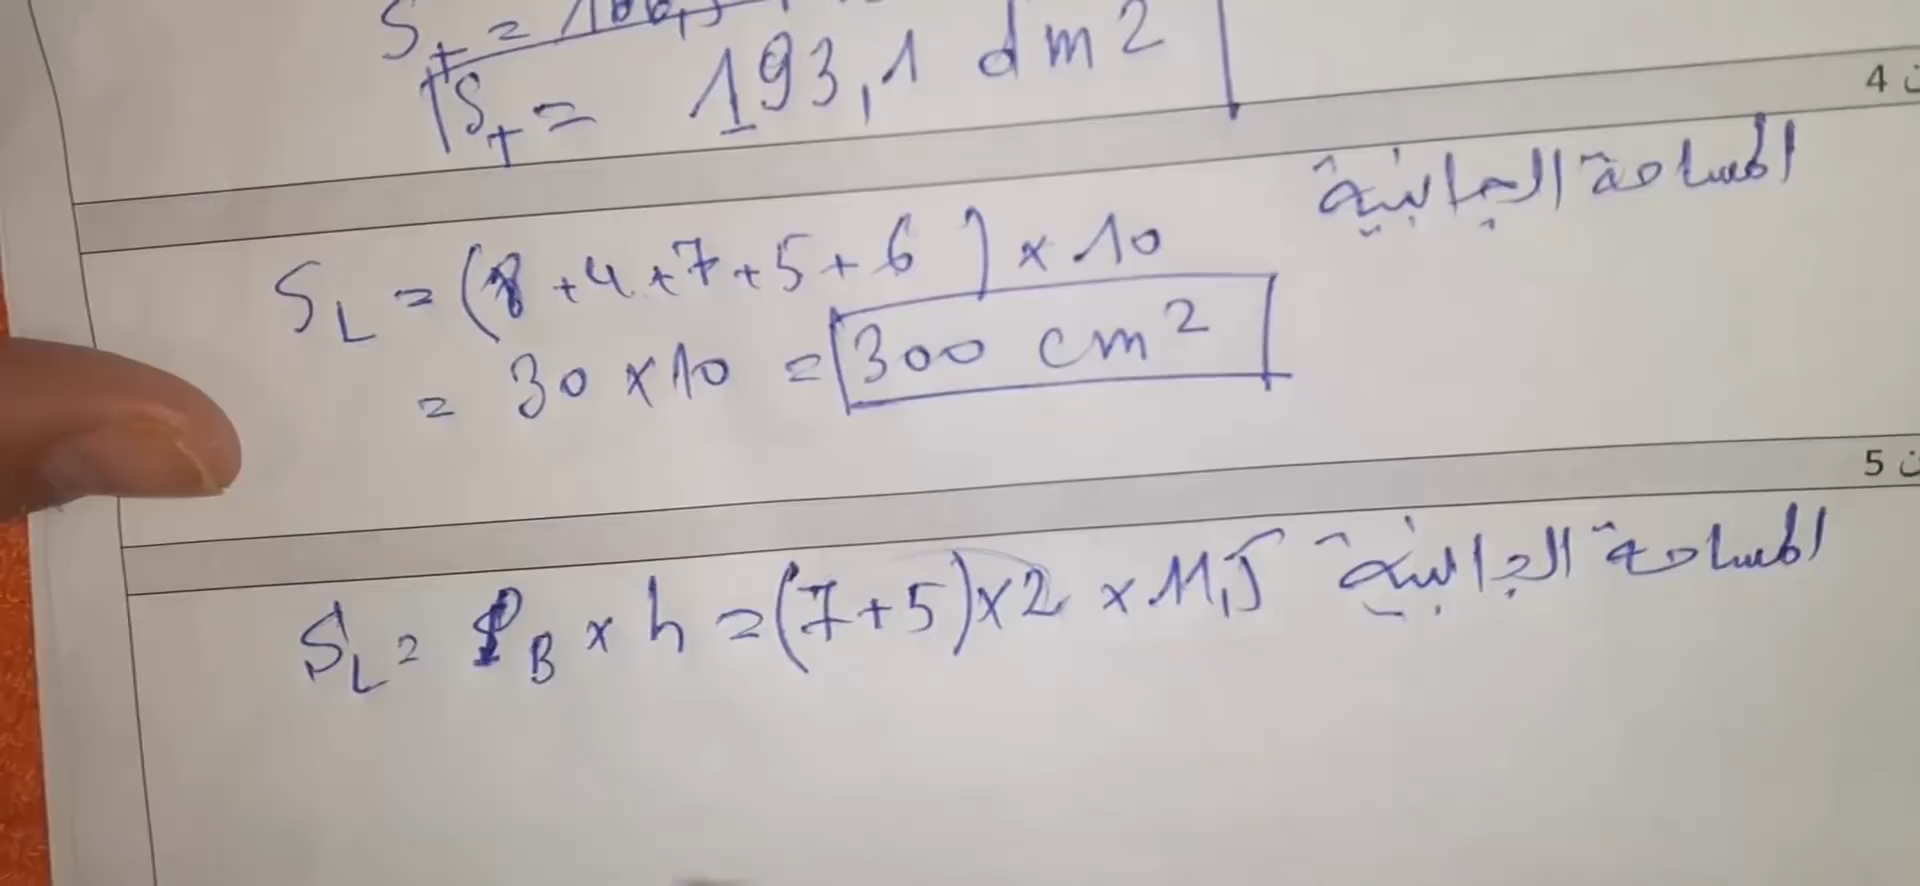 S_T = 193,1 dm2
4 ت
المساحة الجانبية
S_L = (8+4+7+5+6) × 10
= 30 × 10 = 300 cm²
5 ت
المساحة الجانبية
S_L = P_B × h = (7+5)×2 × 11,5